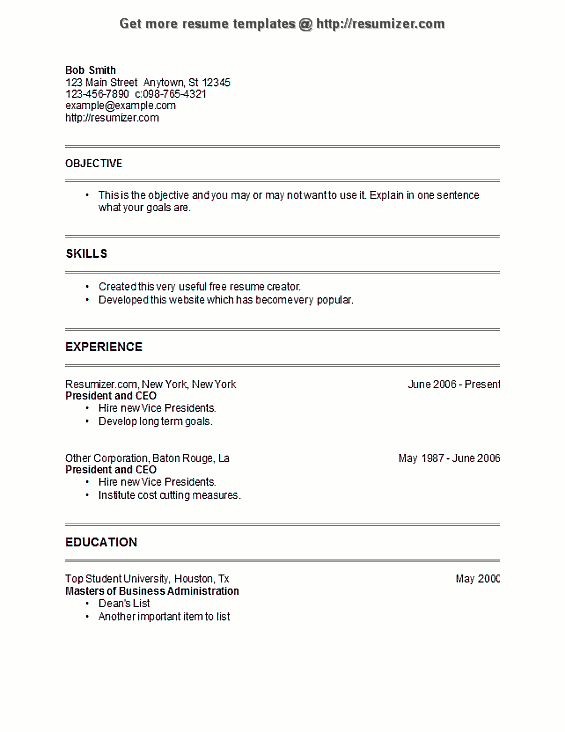 Get more resume templates @ http://resumizer.com
Bob Smith
123 Main Street Anytown, St 12345
123-456-7890 c:098-765-4321
example@example.com
http://resumizer.com
OBJECTIVE
• This is the objective and you may or may not want to use it. Explain in one sentence
what your goals are.
SKILLS
• Created this very useful free resume creator.
• Developed this website which has become very popular.
EXPERIENCE
Resumizer.com, New York, New York June 2006 - Present
President and CEO
• Hire new Vice Presidents.
• Develop long term goals.
Other Corporation, Baton Rouge, La May 1987 - June 2006
President and CEO
• Hire new Vice Presidents.
• Institute cost cutting measures.
EDUCATION
Top Student University, Houston, Tx May 2000
Masters of Business Administration
• Dean's List
• Another important item to list